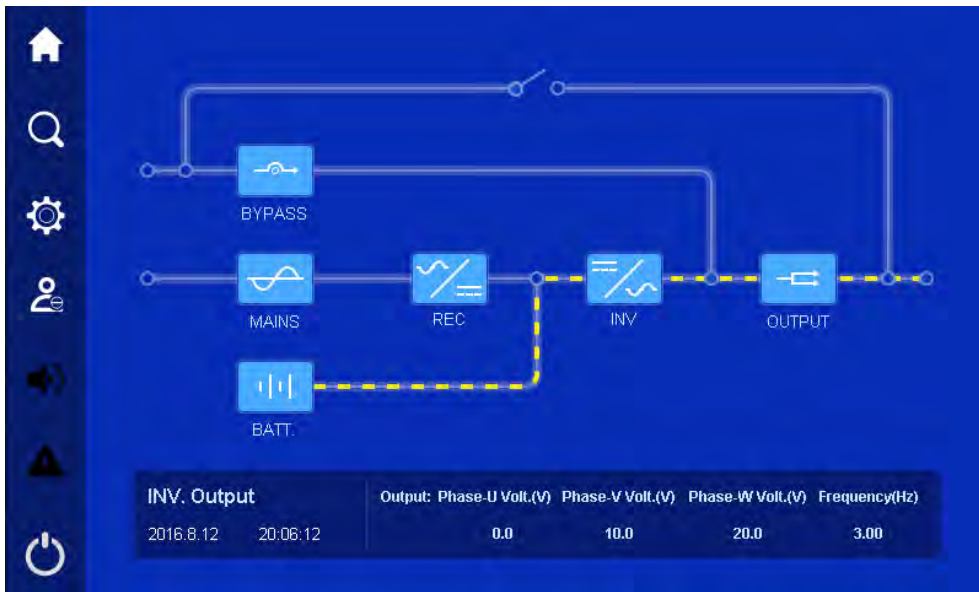 BYPASS
MAINS
REC
INV
OUTPUT
BATT.
INV. Output
Output: Phase-U Volt.(V) Phase-V Volt.(V) Phase-W Volt.(V) Frequency(Hz)
2016.8.12 20:06:12
0.0 10.0 20.0 3.00